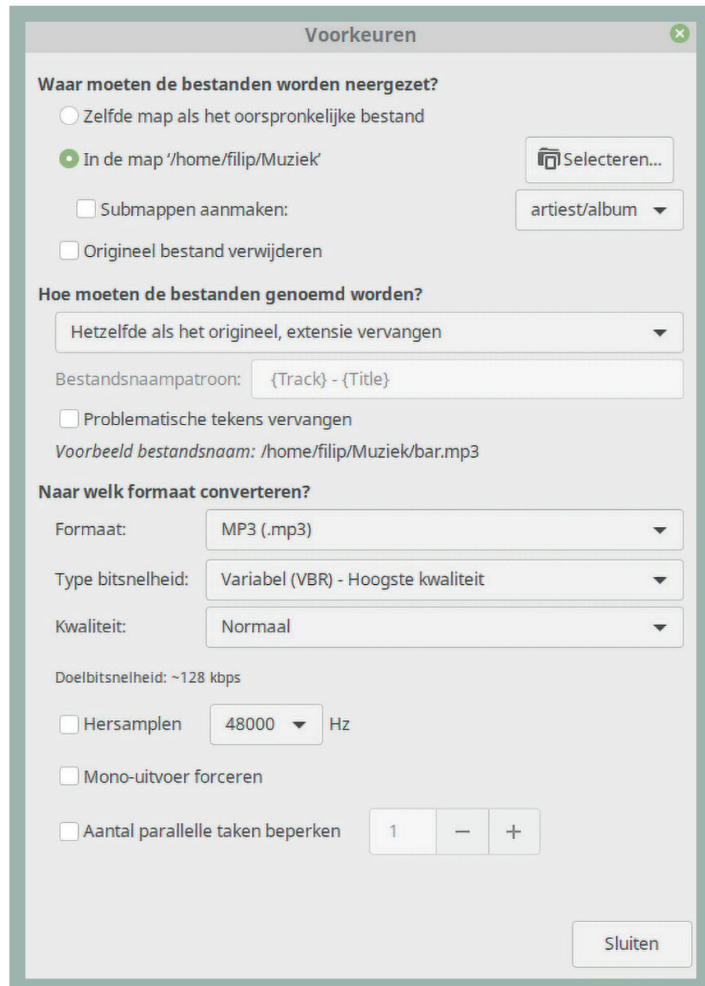 Voorkeuren
Waar moeten de bestanden worden neergezet?
Zelfde map als het oorspronkelijke bestand
In de map '/home/filip/Muziek' Selecteren...
Submappen aanmaken: artiest/album
Origineel bestand verwijderen
Hoe moeten de bestanden genoemd worden?
Hetzelfde als het origineel, extensie vervangen
Bestandsnaampatroon: {Track} - {Title}
Problematische tekens vervangen
Voorbeeld bestandsnaam: /home/filip/Muziek/bar.mp3
Naar welk formaat converteren?
Formaat: MP3 (.mp3)
Type bitsnelheid: Variabel (VBR) - Hoogste kwaliteit
Kwaliteit: Normaal
Doelbitsnelheid: ~128 kbps
Hersamplen 48000 Hz
Mono-uitvoer forceren
Aantal parallelle taken beperken 1 − +
Sluiten